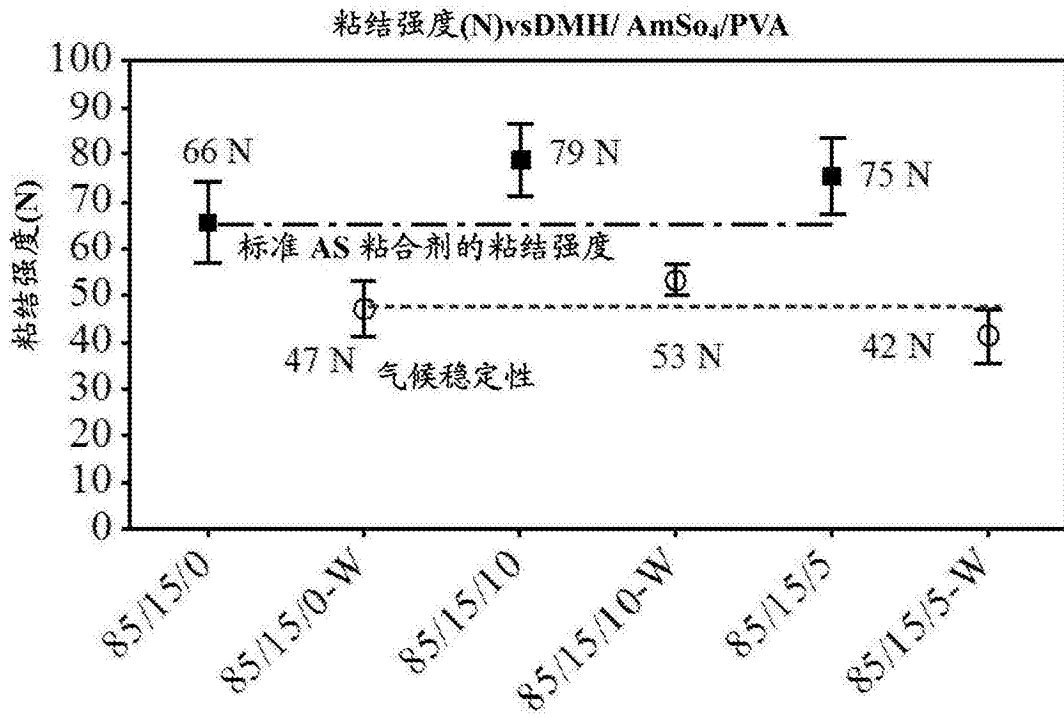 粘结强度(N)vsDMH/ AmSo₄/PVA
粘结强度(N)
100
90
80
70
60
50
40
30
20
10
0
66 N
79 N
75 N
标准 AS 粘合剂的粘结强度
47 N
气候稳定性
53 N
42 N
85/15/0
85/15/0-W
85/15/10
85/15/10-W
85/15/5
85/15/5-W